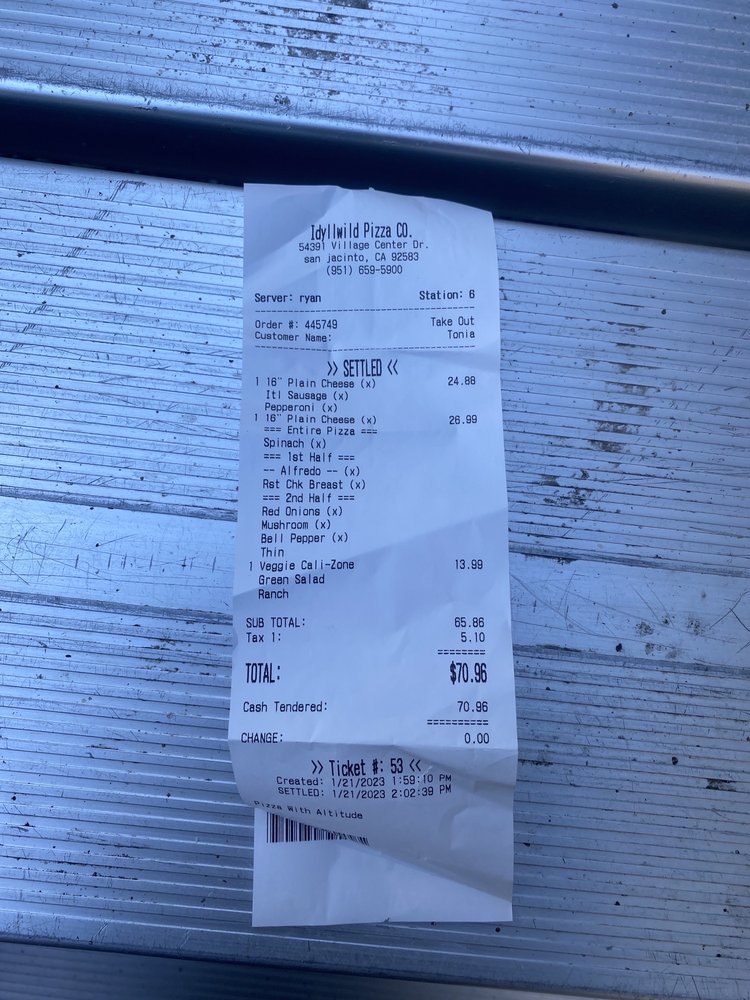 Idyllwild Pizza CO.
54391 Village Center Dr.
san jacinto, CA 92583
(951) 659-5900
Server: ryan Station: 6
Order #: 445749 Take Out
Customer Name: Tonia
>> SETTLED <<
1 16" Plain Cheese (x) 24.88
Itl Sausage (x)
Pepperoni (x)
1 16" Plain Cheese (x) 26.99
=== Entire Pizza ===
Spinach (x)
=== 1st Half ===
-- Alfredo -- (x)
Rst Chk Breast (x)
=== 2nd Half ===
Red Onions (x)
Mushroom (x)
Bell Pepper (x)
Thin
1 Veggie Cali-Zone 13.99
Green Salad
Ranch
SUB TOTAL: 65.86
Tax 1: 5.10
========
TOTAL: $70.96
Cash Tendered: 70.96
==========
CHANGE: 0.00
>> Ticket #: 53 <<
Created: 1/21/2023 1:59:10 PM
SETTLED: 1/21/2023 2:02:39 PM
Pizza With Altitude